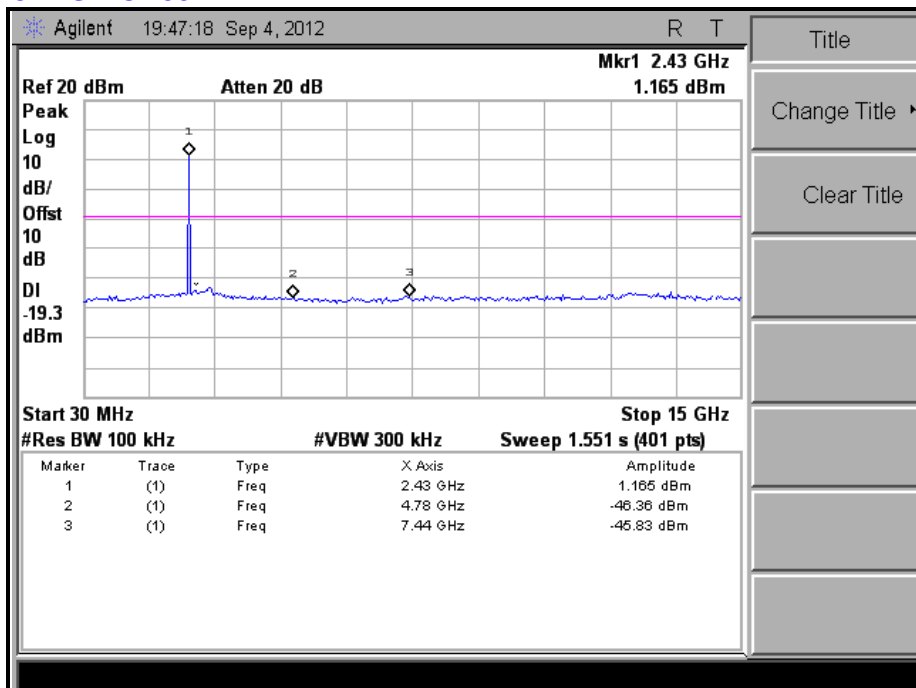 Agilent 19:47:18 Sep 4, 2012 R T
Title
Mkr1 2.43 GHz
Ref 20 dBm Atten 20 dB 1.165 dBm
Peak
Log
10
dB/
Offst
10
dB
DI
-19.3
dBm
1
2
3
Change Title
Clear Title
Start 30 MHz Stop 15 GHz
#Res BW 100 kHz #VBW 300 kHz Sweep 1.551 s (401 pts)
Marker Trace Type X Axis Amplitude
1 (1) Freq 2.43 GHz 1.165 dBm
2 (1) Freq 4.78 GHz -46.36 dBm
3 (1) Freq 7.44 GHz -45.83 dBm